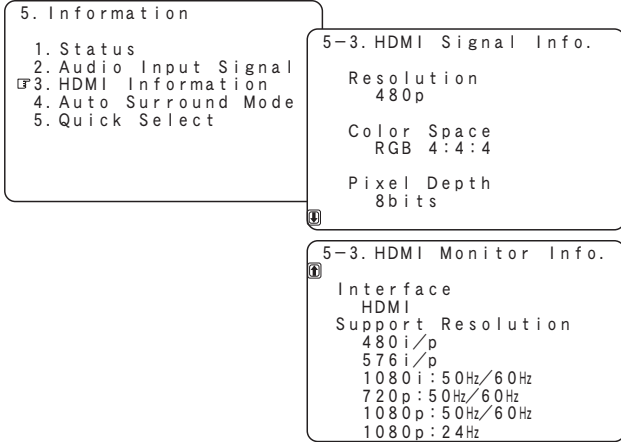 5. Information
1. Status
2. Audio Input Signal
☞3. HDMI Information
4. Auto Surround Mode
5. Quick Select
5-3. HDMI Signal Info.
Resolution
480p
Color Space
RGB 4:4:4
Pixel Depth
8bits
5-3. HDMI Monitor Info.
Interface
HDMI
Support Resolution
480i/p
576i/p
1080i:50Hz/60Hz
720p:50Hz/60Hz
1080p:50Hz/60Hz
1080p:24Hz